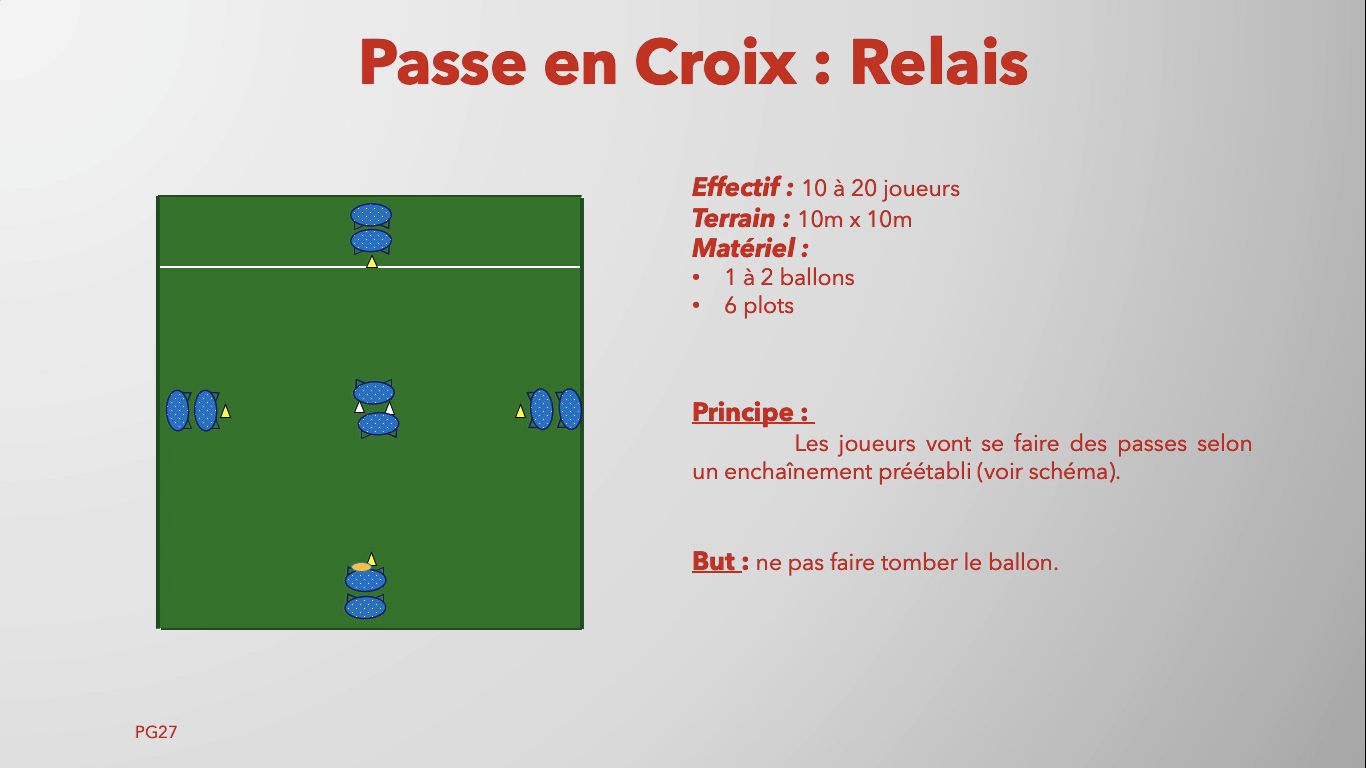 Passe en Croix : Relais
Effectif : 10 à 20 joueurs
Terrain : 10m x 10m
Matériel :
• 1 à 2 ballons
• 6 plots
Principe :
Les joueurs vont se faire des passes selon
un enchaînement préétabli (voir schéma).
But : ne pas faire tomber le ballon.
PG27